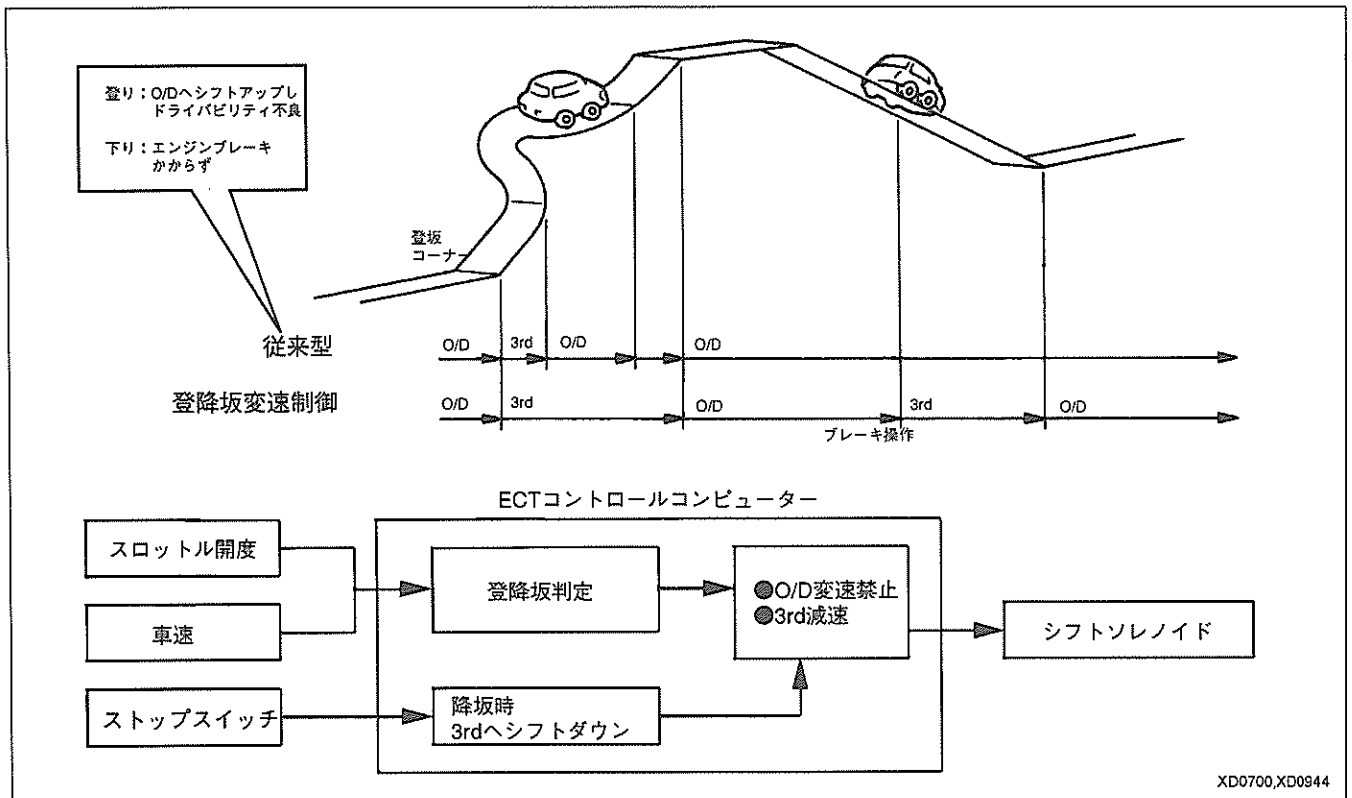 登り：O/Dへシフトアップし
ドライバビリティ不良
下り：エンジンブレーキ
かからず
登坂
コーナー
従来型
O/D
3rd
O/D
O/D
登降坂変速制御
O/D
3rd
O/D
3rd
O/D
ブレーキ操作
ECTコントロールコンピューター
スロットル開度
車速
ストップスイッチ
登降坂判定
降坂時
3rdへシフトダウン
●O/D変速禁止
●3rd減速
シフトソレノイド
XD0700,XD0944